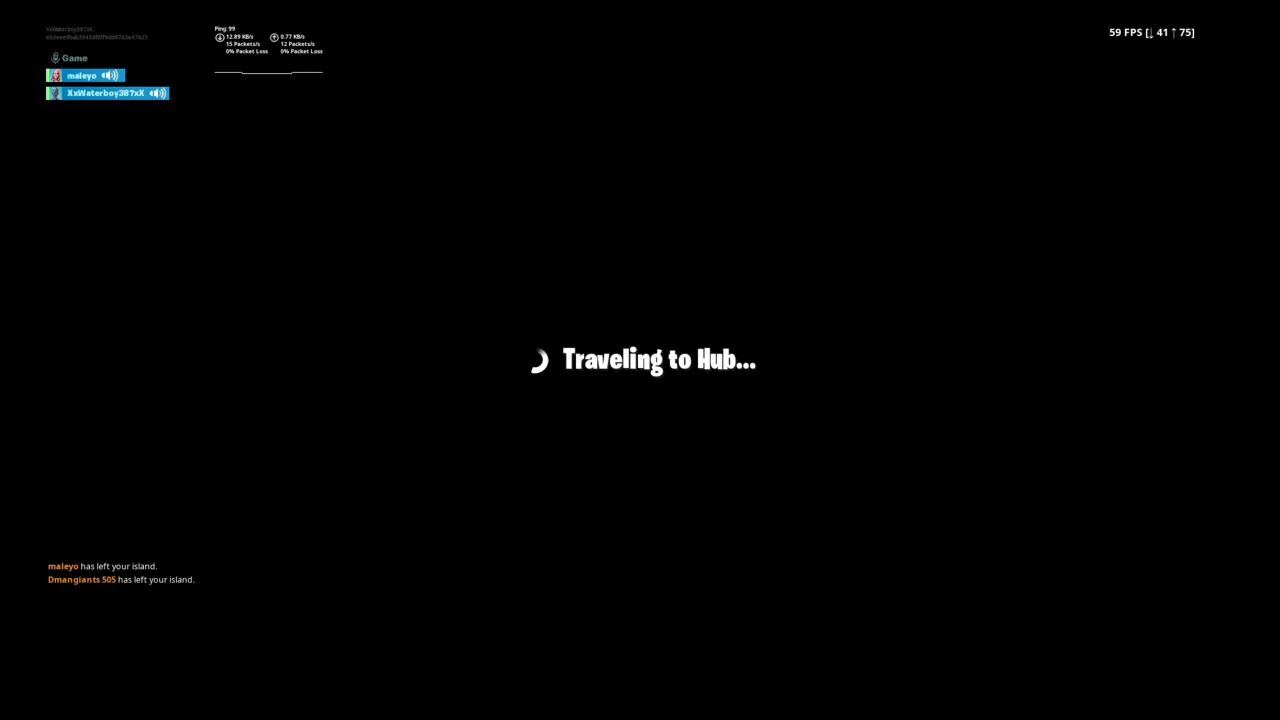 XxWaterboy387xX
Game
maleyo
XxWaterboy387xX
Ping: 99
12.89 KB/s 0.77 KB/s
15 Packets/s 12 Packets/s
0% Packet Loss 0% Packet Loss
59 FPS [↓ 41 ↑ 75]
Traveling to Hub...
maleyo has left your island.
Dmangiants 505 has left your island.